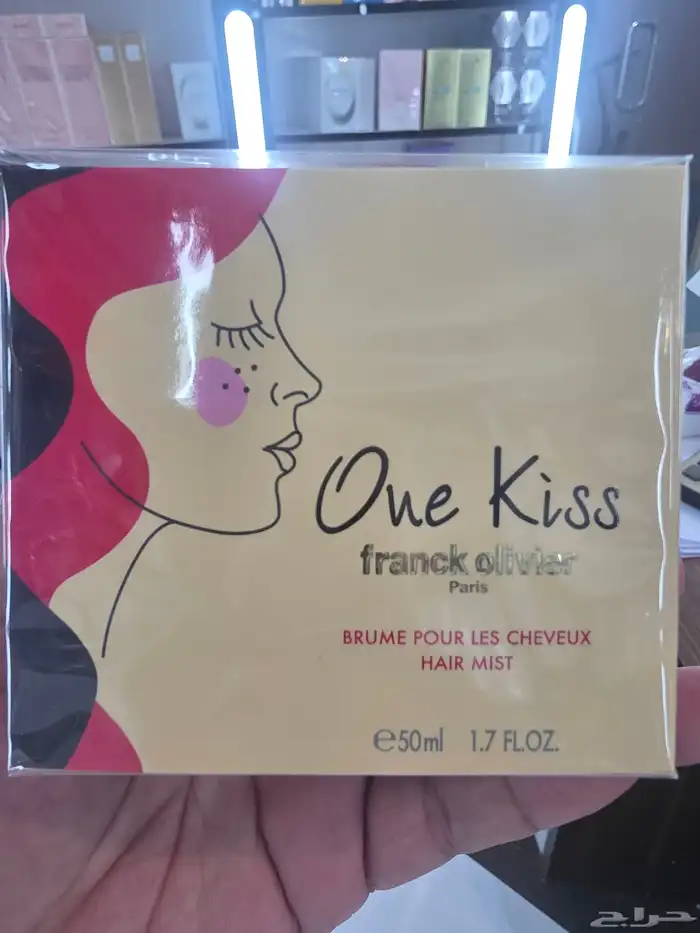 One Kiss
franck olivier
Paris
BRUME POUR LES CHEVEUX
HAIR MIST
℮50ml 1.7 FL.OZ.
حراج